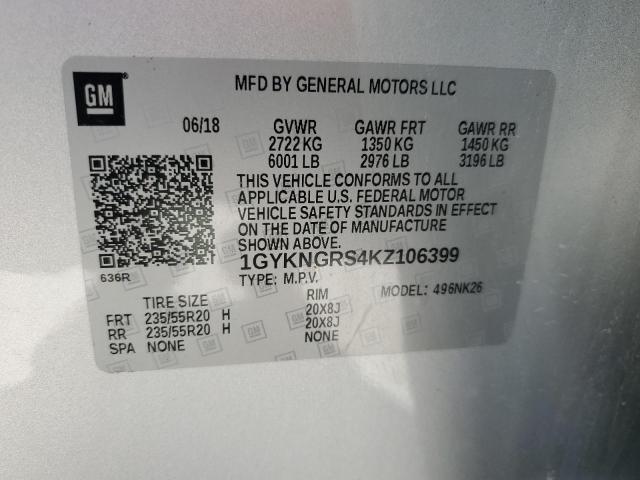 GM
MFD BY GENERAL MOTORS LLC
06/18 GVWR GAWR FRT GAWR RR
2722 KG 1350 KG 1450 KG
6001 LB 2976 LB 3196 LB
THIS VEHICLE CONFORMS TO ALL
APPLICABLE U.S. FEDERAL MOTOR
VEHICLE SAFETY STANDARDS IN EFFECT
ON THE DATE OF MANUFACTURE
SHOWN ABOVE.
636R
1GYKNGRS4KZ106399
TYPE: M.P.V. MODEL: 496NK26
TIRE SIZE RIM
FRT 235/55R20 H 20X8J
RR 235/55R20 H 20X8J
SPA NONE NONE